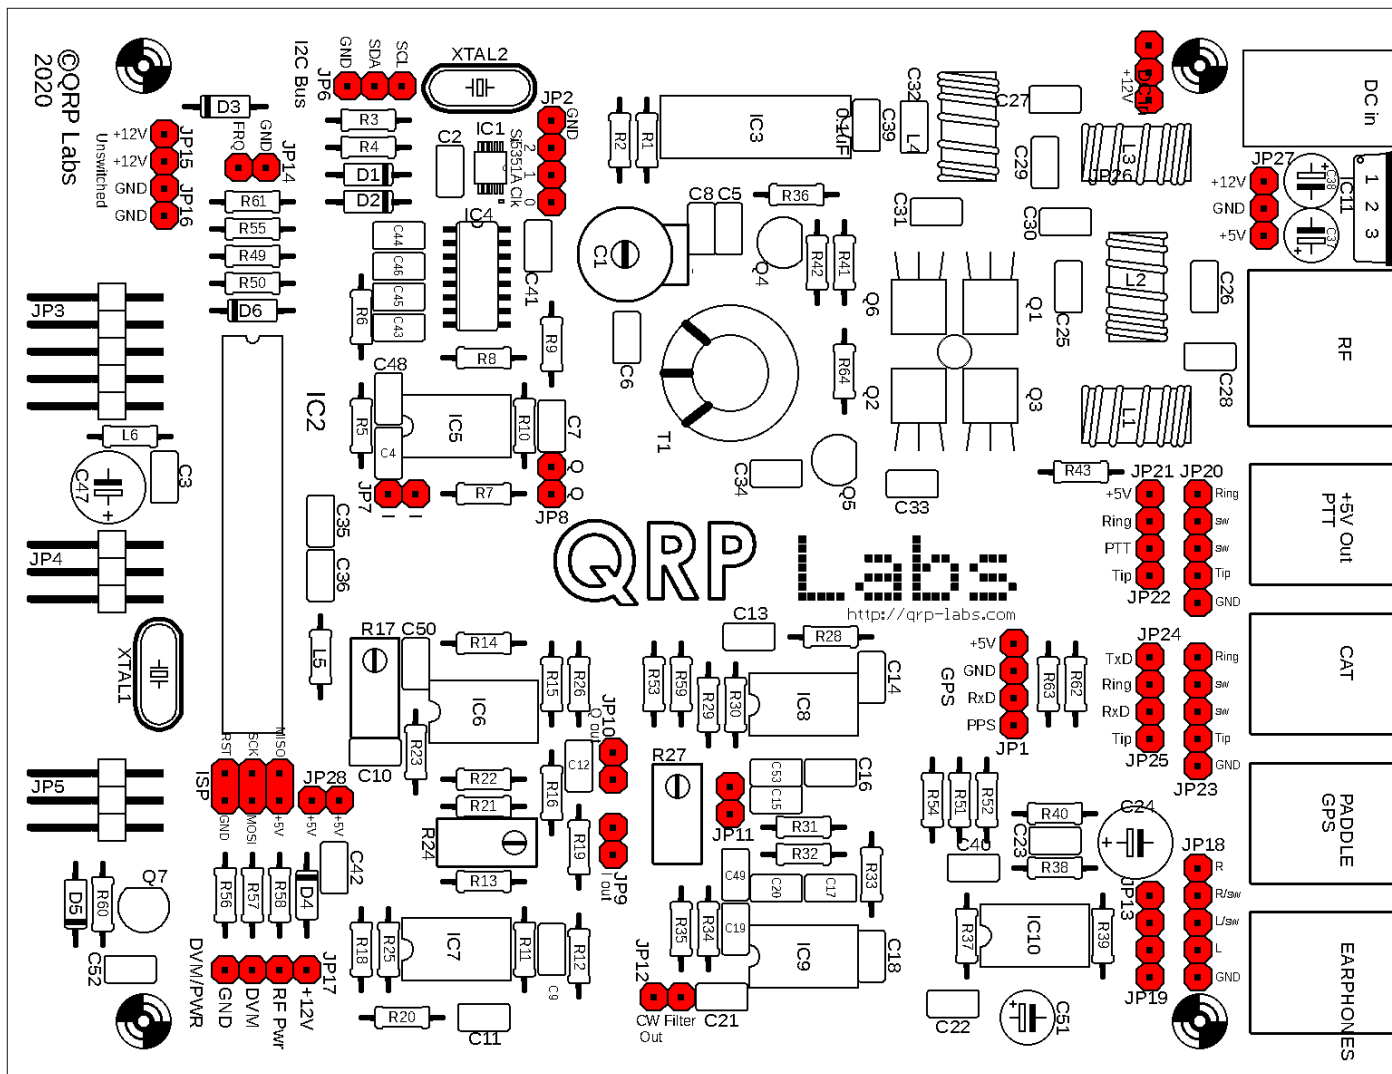 ©QRP Labs
2020
D3
+12V
+12V
GND
GND
Unswitched
JP15
JP16
FRQ
GND
JP14
R61
R55
R49
R50
D6
I2C Bus
JP6
GND
SDA
SCL
XTAL2
R3
R4
D1
D2
C2
IC1
Si5351A Clk
JP2
GND
2
1
0
IC4
C44
C46
C45
C43
R6
C41
R8
R9
C48
R5
C4
IC5
R10
C7
Q
Q
JP8
JP7
I
I
R7
IC2
JP3
L6
C47
C3
JP4
C35
C36
XTAL1
L5
JP5
R2
R1
IC3
0.1uF
C39
C32
L4
C27
+12V
DC in
C29
L3
JP26
JP27
+12V
GND
+5V
C38
C37
IC11
1
2
3
C8
C5
R36
C1
Q4
R42
R41
C31
C30
L2
C26
C25
C28
Q6
Q1
Q2
Q3
C6
T1
R64
L1
RF
C34
Q5
C33
R43
JP21
JP20
+5V
Ring
PTT
Tip
JP22
Ring
sw
sw
Tip
GND
+5V Out
PTT
QRP Labs
http://qrp-labs.com
R17
C50
R14
R15
R26
IC6
R23
C10
JP10
Q out
C12
R22
R21
R16
R24
R19
JP9
I out
R13
C13
R28
R53
R59
R29
R30
IC8
C14
R27
C53
C15
C16
JP11
R31
R32
R33
C49
C20
C17
+5V
GND
RxD
PPS
GPS
JP1
R63
R62
JP24
TxD
Ring
RxD
Tip
JP25
Ring
sw
sw
Tip
GND
JP23
CAT
RST
SCK
MISO
ISP
GND
MOSI
+5V
JP28
+5V
+5V
C42
D5
R60
Q7
C52
R56
R57
R58
D4
DVM/PWR
GND
DVM
RF Pwr
+12V
JP17
R18
R25
IC7
R11
C9
R12
R20
C11
R35
R34
C19
IC9
C18
JP12
CW Filter
Out
C21
R54
R51
R52
C40
R40
C23
R38
C24
R37
IC10
R39
C22
C51
JP18
JP13
JP19
R
R/sw
L/sw
L
GND
PADDLE
GPS
EARPHONES